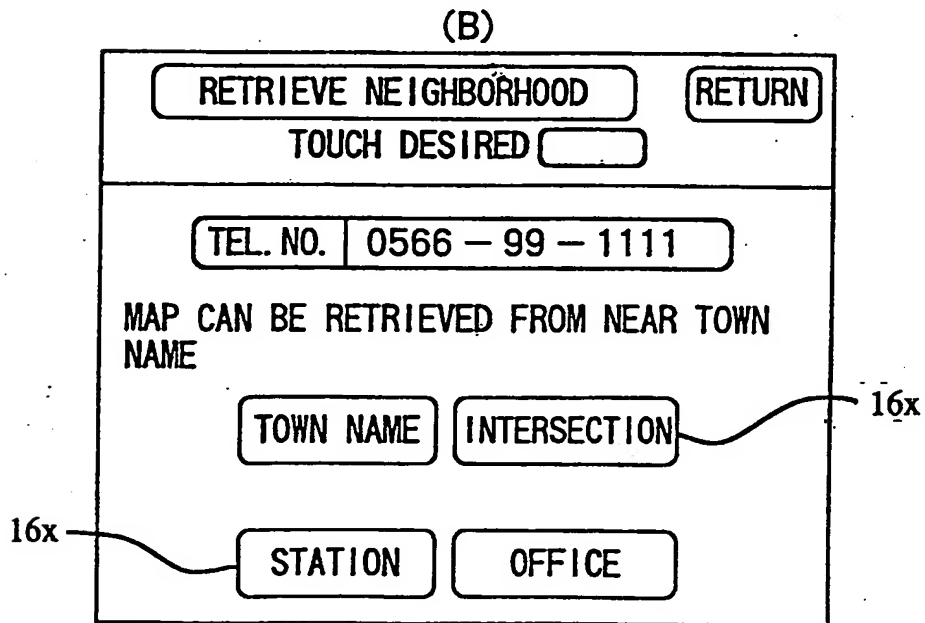 (B)
RETRIEVE NEIGHBORHOOD RETURN
TOUCH DESIRED
TEL. NO. 0566 – 99 – 1111
MAP CAN BE RETRIEVED FROM NEAR TOWN
NAME
TOWN NAME INTERSECTION
16x
16x
STATION OFFICE